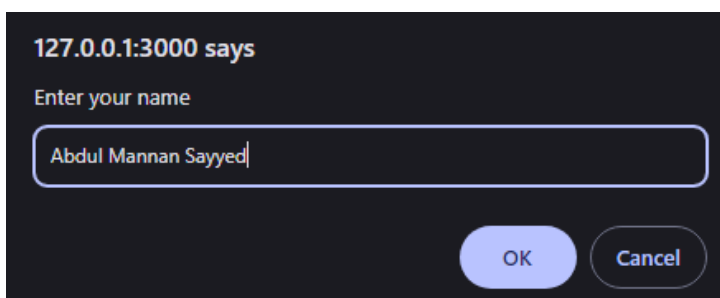 127.0.0.1:3000 says
Enter your name
Abdul Mannan Sayyed
OK Cancel